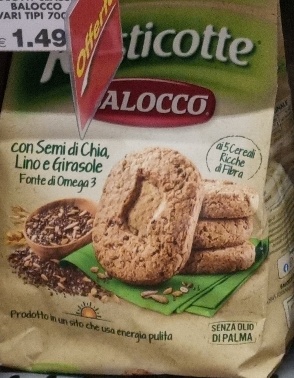 BALOCCO
VARI TIPI 700
€ 1.49
Offerta
BALOCCO
con Semi di Chia,
Lino e Girasole
Fonte di Omega 3
ai 5 Cereali
Ricche
di Fibra
Prodotto in un sito che usa energia pulita
SENZA OLIO
DI PALMA